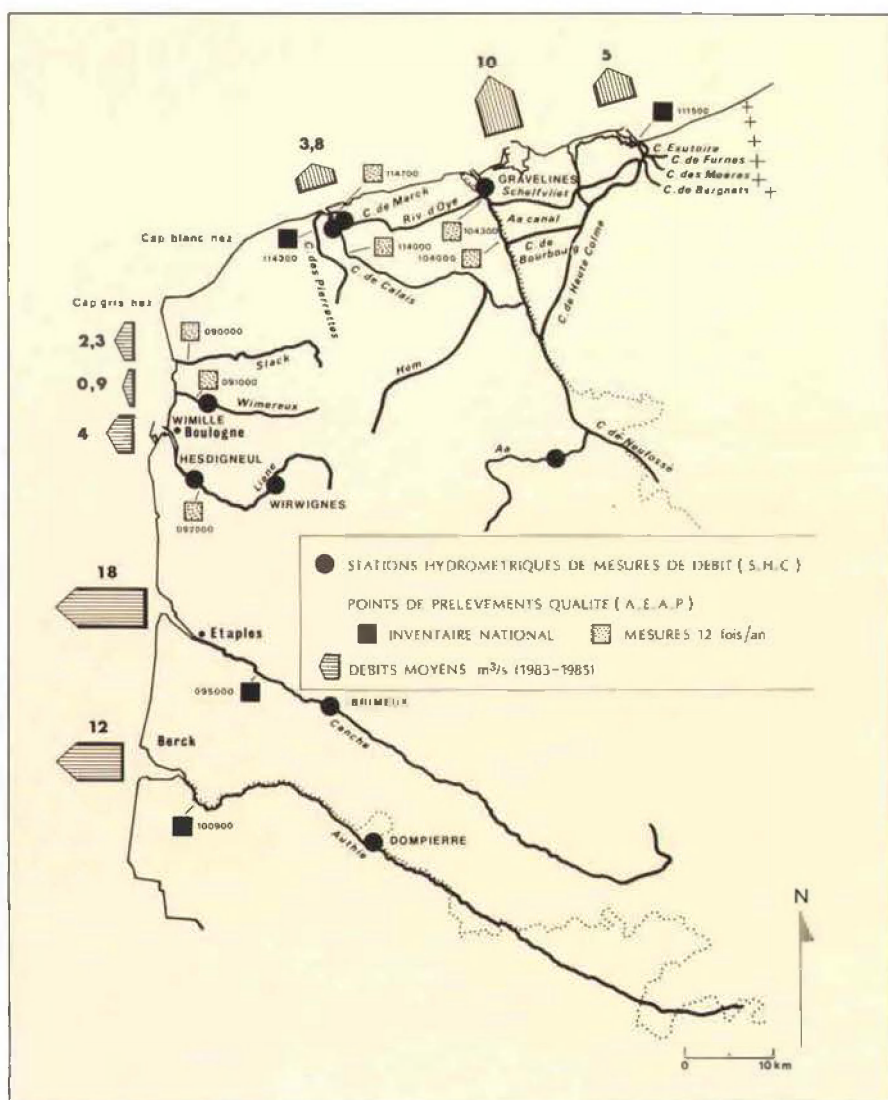 10
5
111500
3,8
114700
C. Exutoire
C. de Furnes
C. des Moeres
C. de Bergnets
GRAVELINES
Schelfvliet
C. de Marck
Riv. d'Oye
Aa canal
Cap blanc nez
114300
114000
104300
104000
C. de Bourbourg
C. de Haute Colme
C. des Pierrettes
C. de Calais
Cap gris nez
2,3
090000
Slack
Hem
0,9
091000
Wimereux
WIMILLE
4
Boulogne
HESDIGNEUL
Liane
WIRWIGNES
092000
Aa
C. de Neufossé
STATIONS HYDROMETRIQUES DE MESURES DE DEBIT ( S.H.C )
POINTS DE PRELEVEMENTS QUALITE ( A.E.A.P )
INVENTAIRE NATIONAL
MESURES 12 fois/an
DEBITS MOYENS m³/s (1983-1985)
18
Etaples
095000
BRIMEUX
Canche
12
Berck
100900
Authie
DOMPIERRE
N
0 10 km